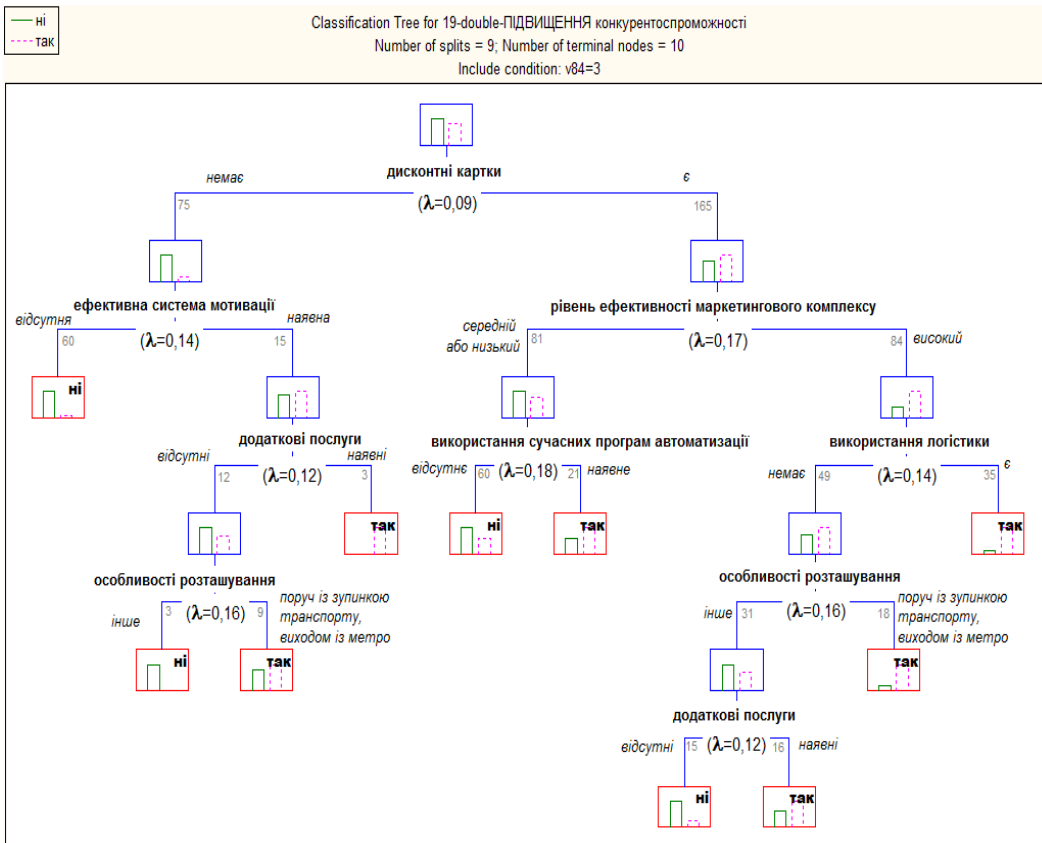 ні
так
Classification Tree for 19-double-ПІДВИЩЕННЯ конкурентоспроможності
Number of splits = 9; Number of terminal nodes = 10
Include condition: v84=3
дисконтні картки
немає
є
75
(λ=0,09)
165
ефективна система мотивації
рівень ефективності маркетингового комплексу
відсутня
наявна
60
(λ=0,14)
15
середній
або низький
81
(λ=0,17)
84
високий
ні
додаткові послуги
використання сучасних програм автоматизації
використання логістики
відсутні
наявні
12
(λ=0,12)
3
відсутнє
60
(λ=0,18)
21
наявне
немає
49
(λ=0,14)
35
є
так
ні
так
так
особливості розташування
особливості розташування
інше
3
(λ=0,16)
9
поруч із зупинкою
транспорту,
виходом із метро
інше
31
(λ=0,16)
18
поруч із зупинкою
транспорту,
виходом із метро
ні
так
так
додаткові послуги
відсутні
15
(λ=0,12)
16
наявні
ні
так